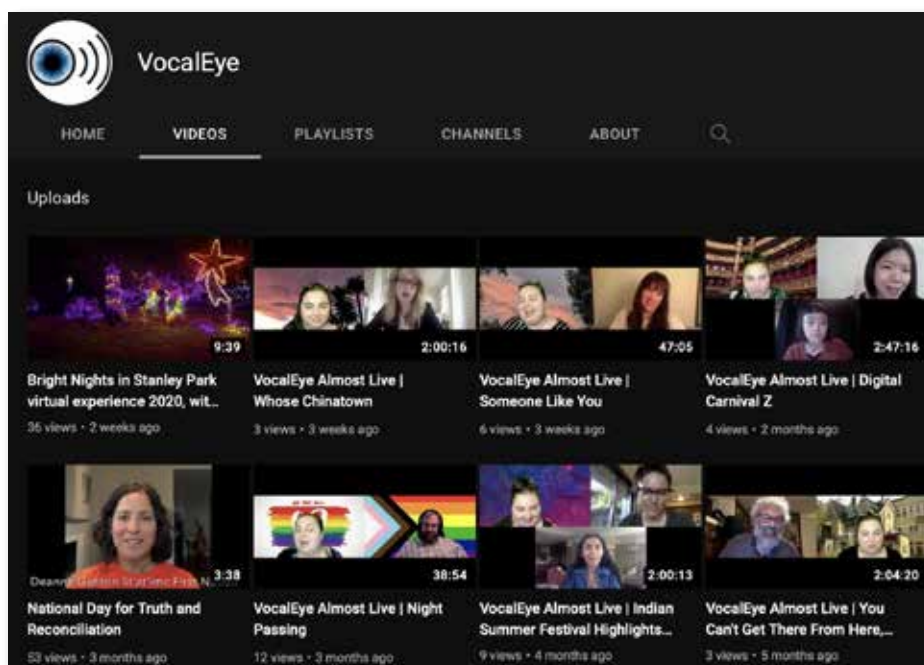 VocalEye
HOME VIDEOS PLAYLISTS CHANNELS ABOUT
Uploads
9:39 2:00:16 47:05 2:47:16
Bright Nights in Stanley Park
virtual experience 2020, wit...
36 views • 2 weeks ago
VocalEye Almost Live |
Whose Chinatown
3 views • 3 weeks ago
VocalEye Almost Live |
Someone Like You
6 views • 3 weeks ago
VocalEye Almost Live | Digital
Carnival Z
4 views • 2 months ago
3:38 38:54 2:00:13 2:04:20
National Day for Truth and
Reconciliation
53 views • 3 months ago
VocalEye Almost Live | Night
Passing
12 views • 3 months ago
VocalEye Almost Live | Indian
Summer Festival Highlights...
9 views • 4 months ago
VocalEye Almost Live | You
Can't Get There From Here,...
3 views • 5 months ago